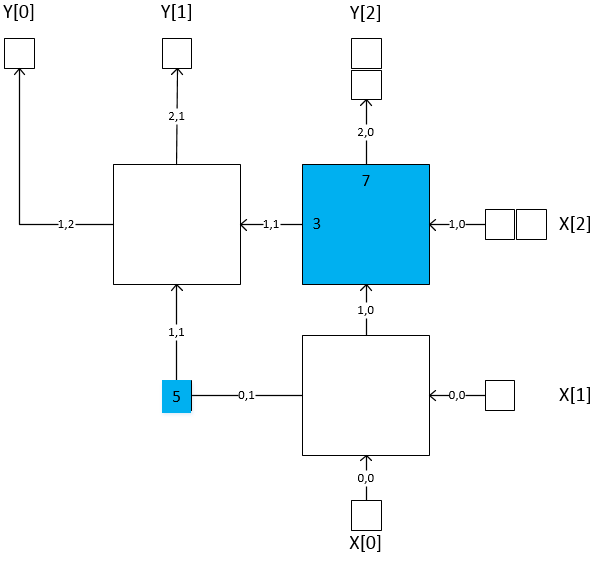 Y[0] Y[1] Y[2]
2,1 2,0
7
1,2 1,1 3 1,0 X[2]
1,1 1,0
5 0,1 0,0 X[1]
0,0
X[0]